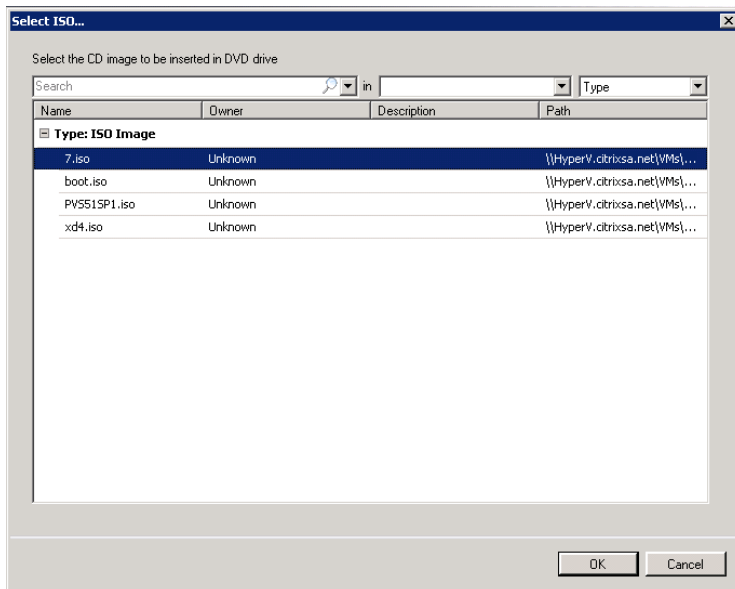 Select ISO...
Select the CD image to be inserted in DVD drive
Search in Type
Name Owner Description Path
Type: ISO Image
7.iso Unknown \\HyperV.citrixsa.net\VMs\...
boot.iso Unknown \\HyperV.citrixsa.net\VMs\...
PVS51SP1.iso Unknown \\HyperV.citrixsa.net\VMs\...
xd4.iso Unknown \\HyperV.citrixsa.net\VMs\...
OK Cancel